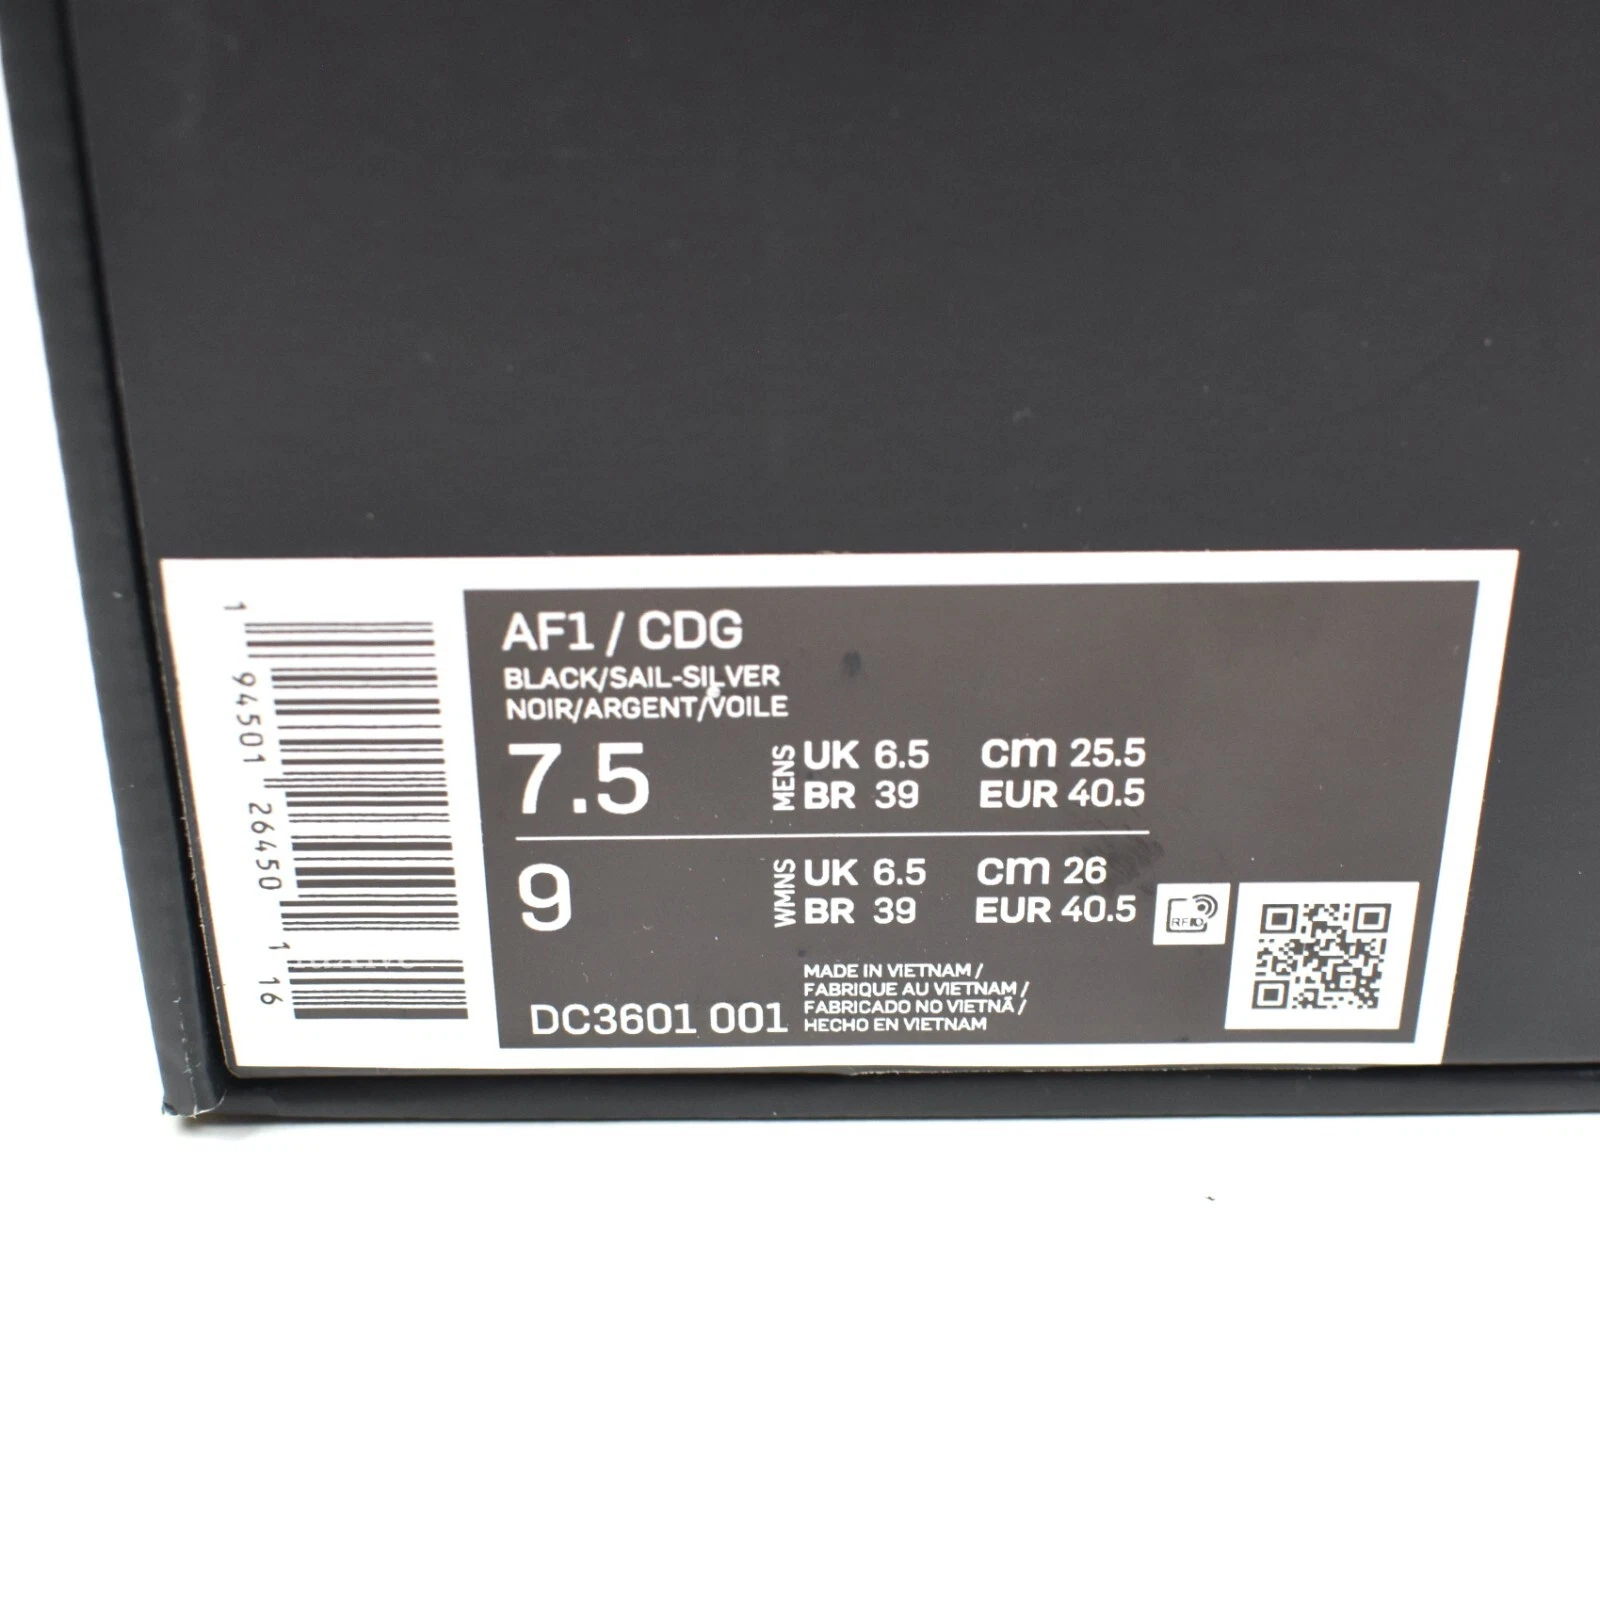 AF1 / CDG
BLACK/SAIL-SILVER
NOIR/ARGENT/VOILE
7.5 MENS UK 6.5 cm 25.5
BR 39 EUR 40.5
9 WMNS UK 6.5 cm 26
BR 39 EUR 40.5
RFID
DC3601 001
MADE IN VIETNAM /
FABRIQUE AU VIETNAM /
FABRICADO NO VIETNÃ /
HECHO EN VIETNAM
1 94501 26450 1 16